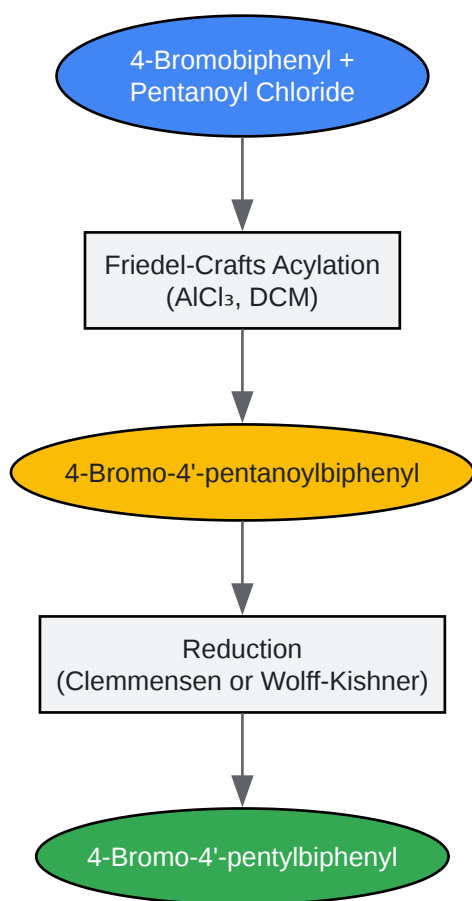 4-Bromobiphenyl +
Pentanoyl Chloride
Friedel-Crafts Acylation
(AlCl₃, DCM)
4-Bromo-4'-pentanoylbiphenyl
Reduction
(Clemmensen or Wolff-Kishner)
4-Bromo-4'-pentylbiphenyl